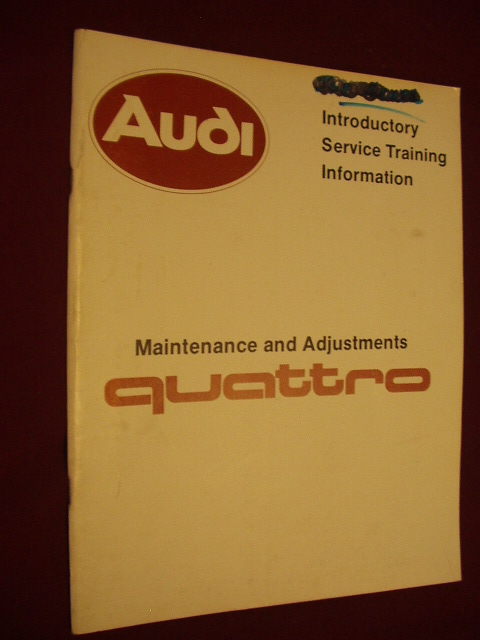 Audi
Introductory
Service Training
Information
Maintenance and Adjustments
quattro